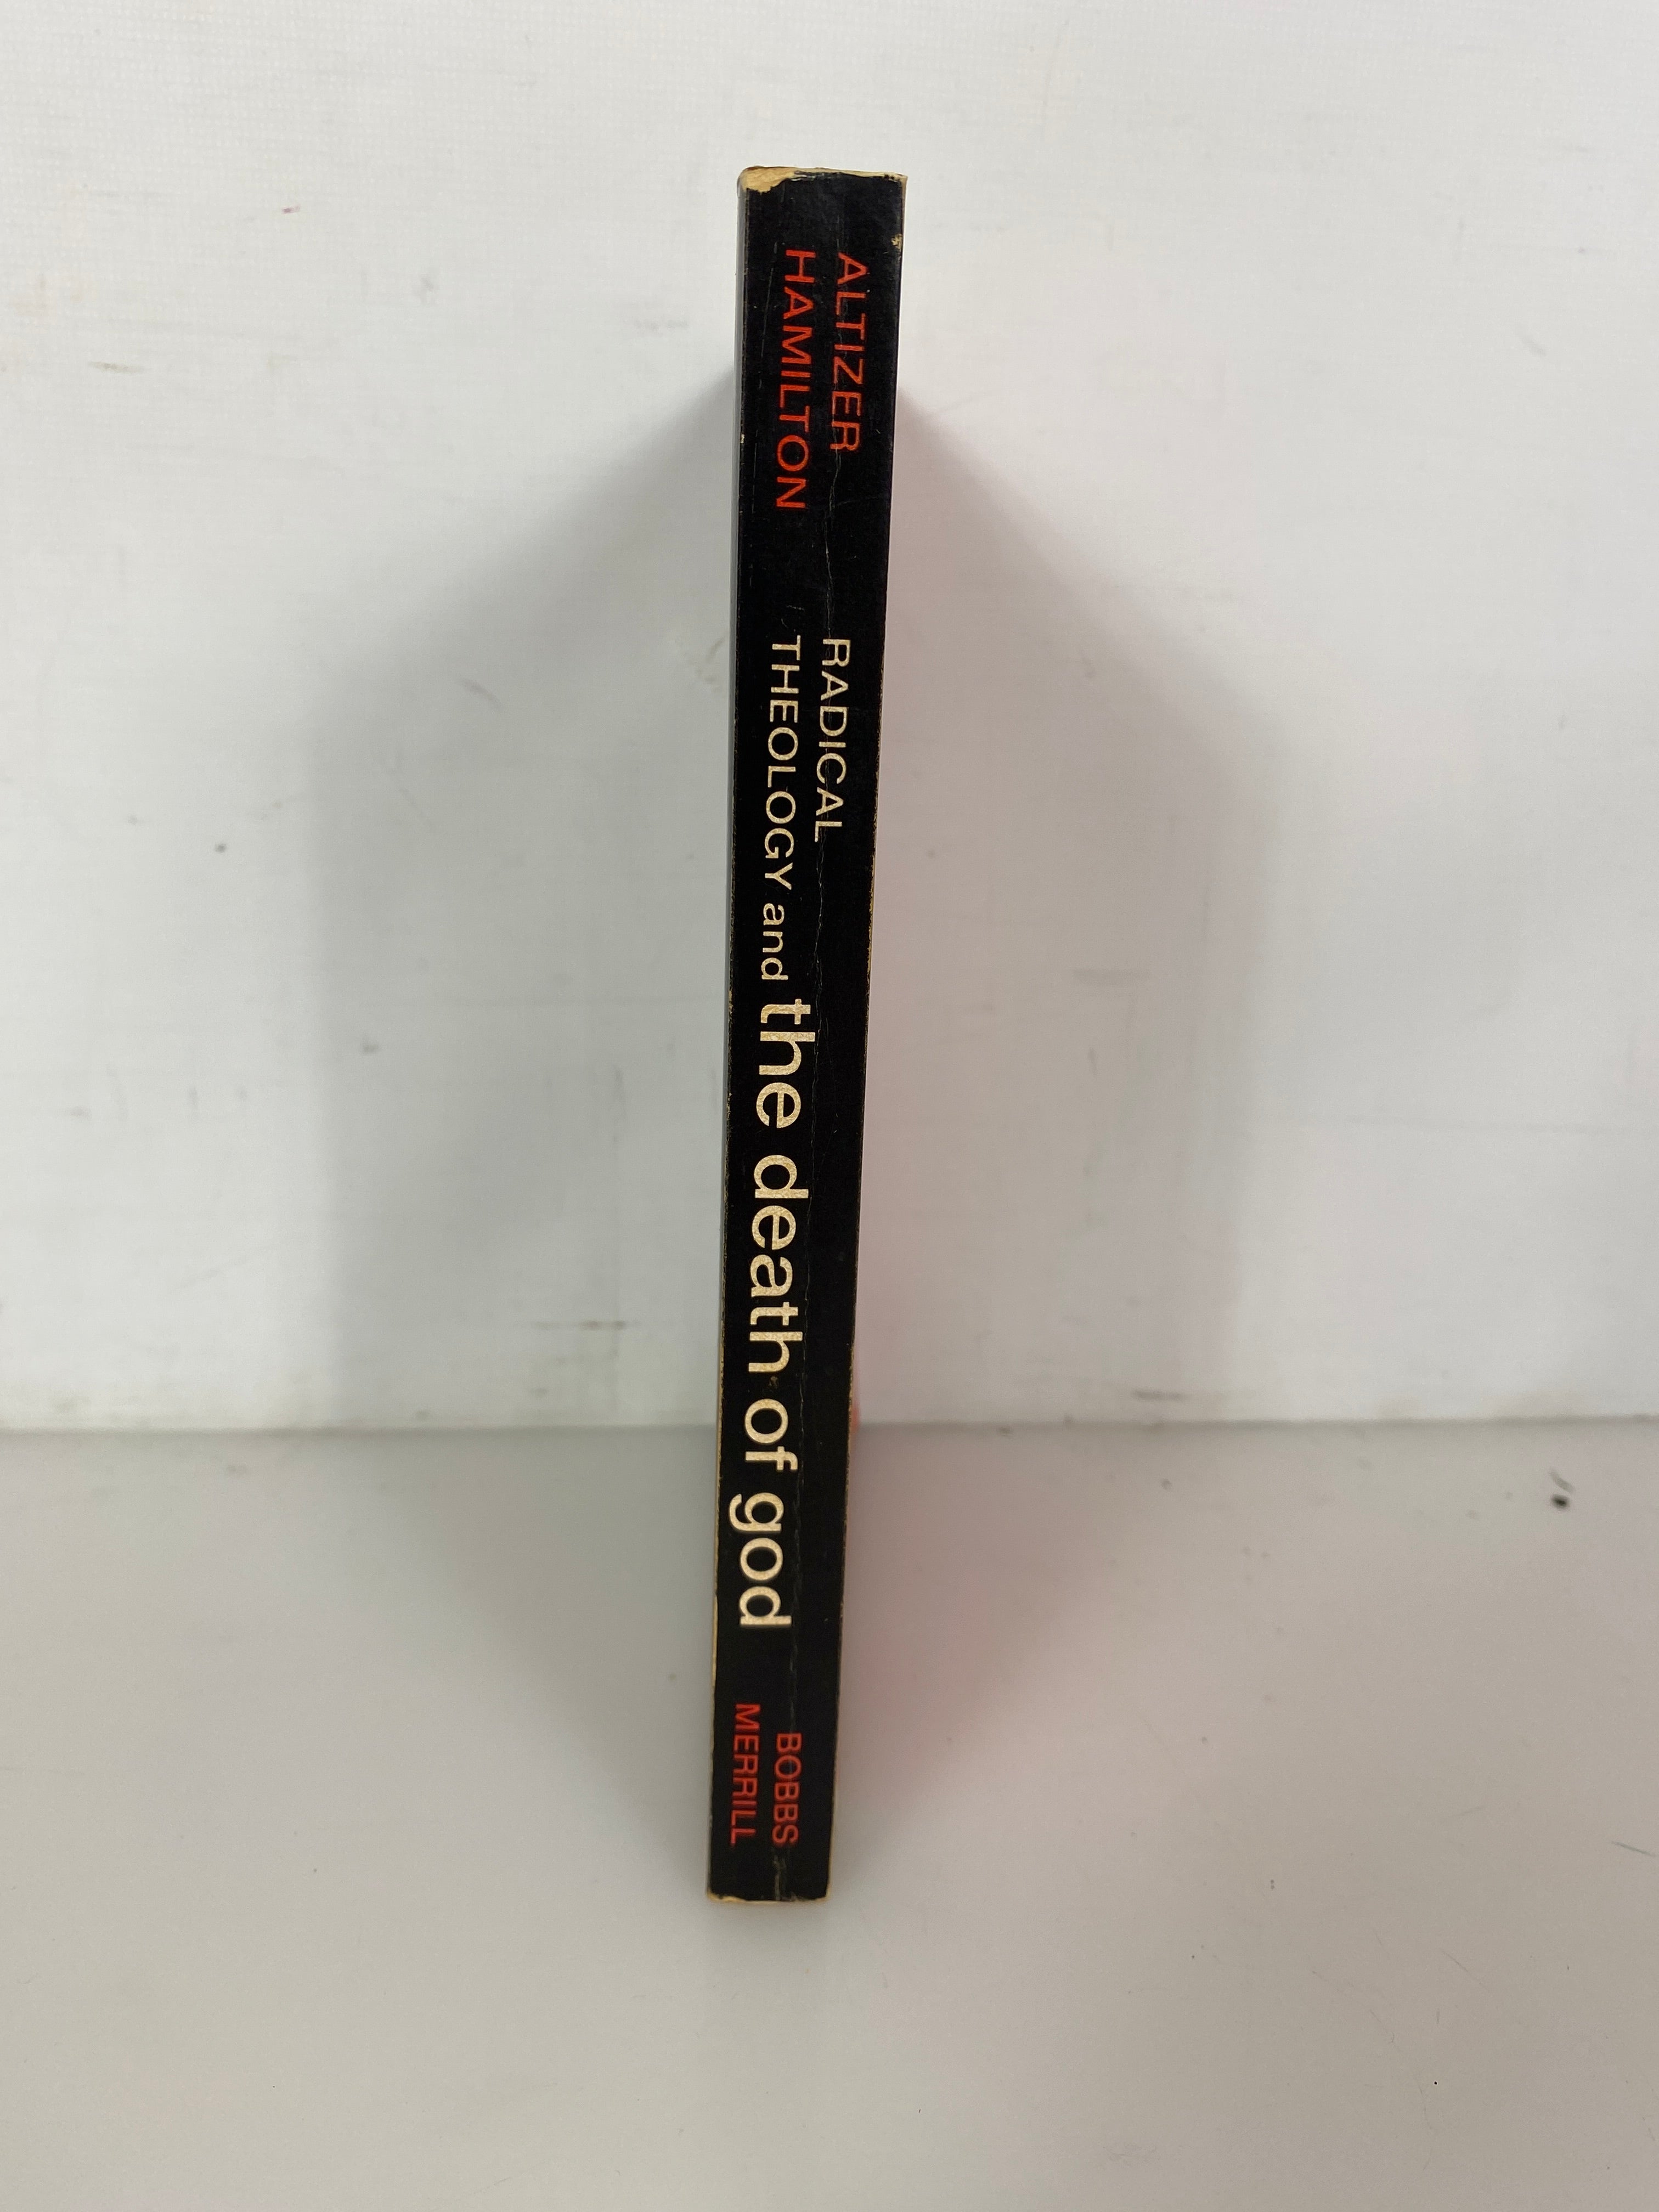 ALTIZER
HAMILTON
RADICAL
THEOLOGY and the death of god
BOBBS
MERRILL